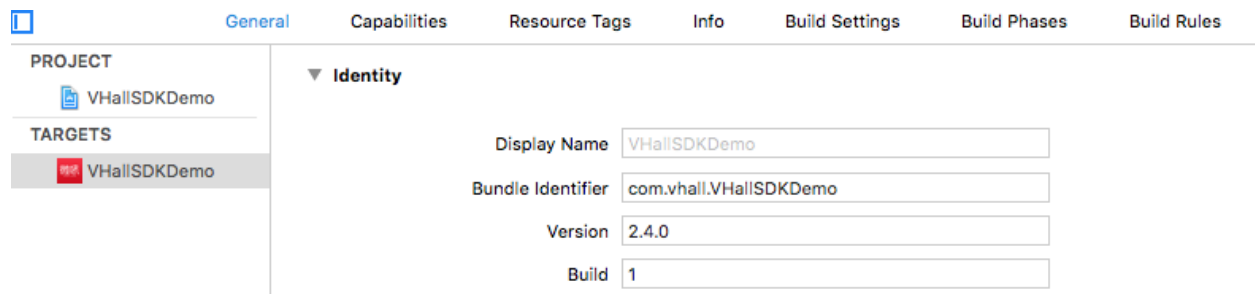 General Capabilities Resource Tags Info Build Settings Build Phases Build Rules
PROJECT
VHallSDKDemo
TARGETS
VHallSDKDemo
Identity
Display Name VHallSDKDemo
Bundle Identifier com.vhall.VHallSDKDemo
Version 2.4.0
Build 1